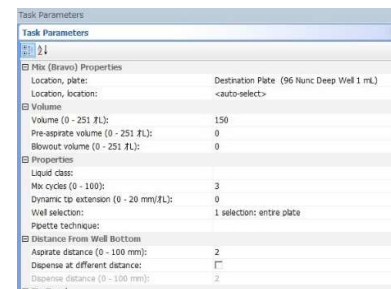 Task Parameters
Task Parameters
Mix (Bravo) Properties
Location, plate: Destination Plate (96 Nunc Deep Well 1 mL)
Location, location: <auto-select>
Volume
Volume (0 - 251 ㎕): 150
Pre-aspirate volume (0 - 251 ㎕): 0
Blowout volume (0 - 251 ㎕): 0
Properties
Liquid class:
Mix cycles (0 - 100): 3
Dynamic tip extension (0 - 20 mm/㎕): 0
Well selection: 1 selection: entire plate
Pipette technique:
Distance From Well Bottom
Aspirate distance (0 - 100 mm): 2
Dispense at different distance:
Dispense distance (0 - 100 mm): 2